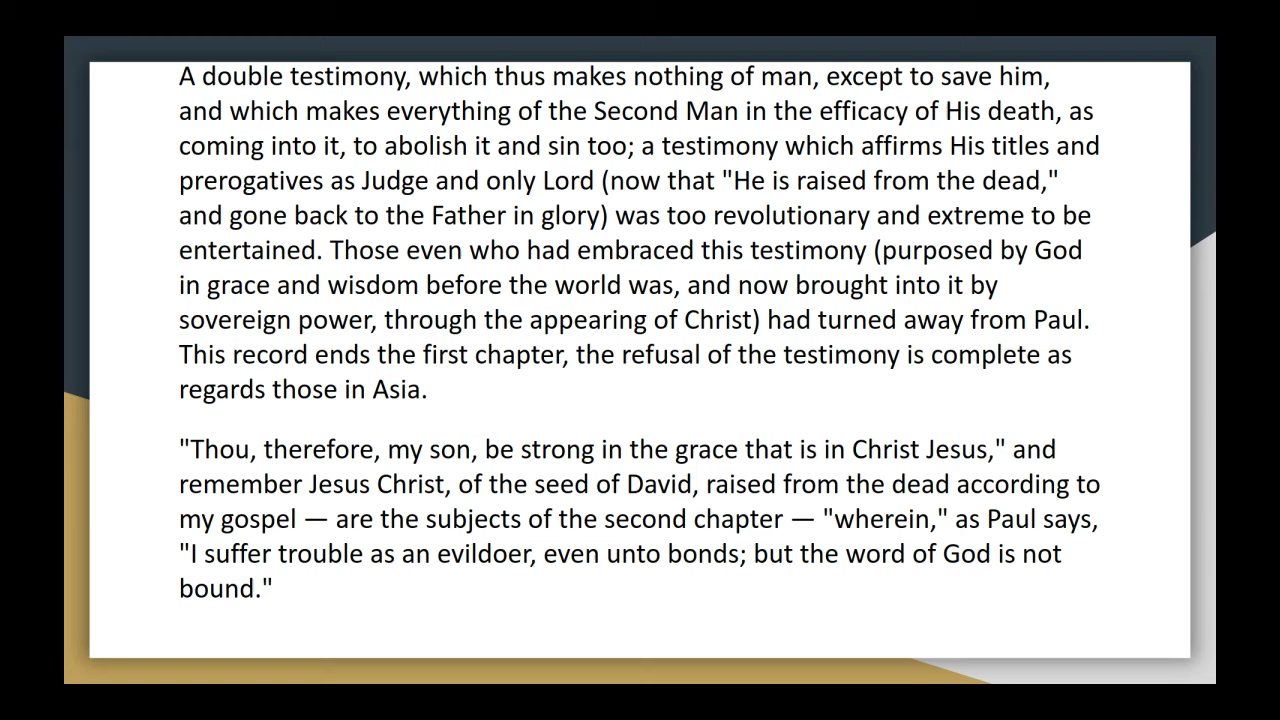 A double testimony, which thus makes nothing of man, except to save him,
and which makes everything of the Second Man in the efficacy of His death, as
coming into it, to abolish it and sin too; a testimony which affirms His titles and
prerogatives as Judge and only Lord (now that "He is raised from the dead,"
and gone back to the Father in glory) was too revolutionary and extreme to be
entertained. Those even who had embraced this testimony (purposed by God
in grace and wisdom before the world was, and now brought into it by
sovereign power, through the appearing of Christ) had turned away from Paul.
This record ends the first chapter, the refusal of the testimony is complete as
regards those in Asia.
"Thou, therefore, my son, be strong in the grace that is in Christ Jesus," and
remember Jesus Christ, of the seed of David, raised from the dead according to
my gospel — are the subjects of the second chapter — "wherein," as Paul says,
"I suffer trouble as an evildoer, even unto bonds; but the word of God is not
bound."